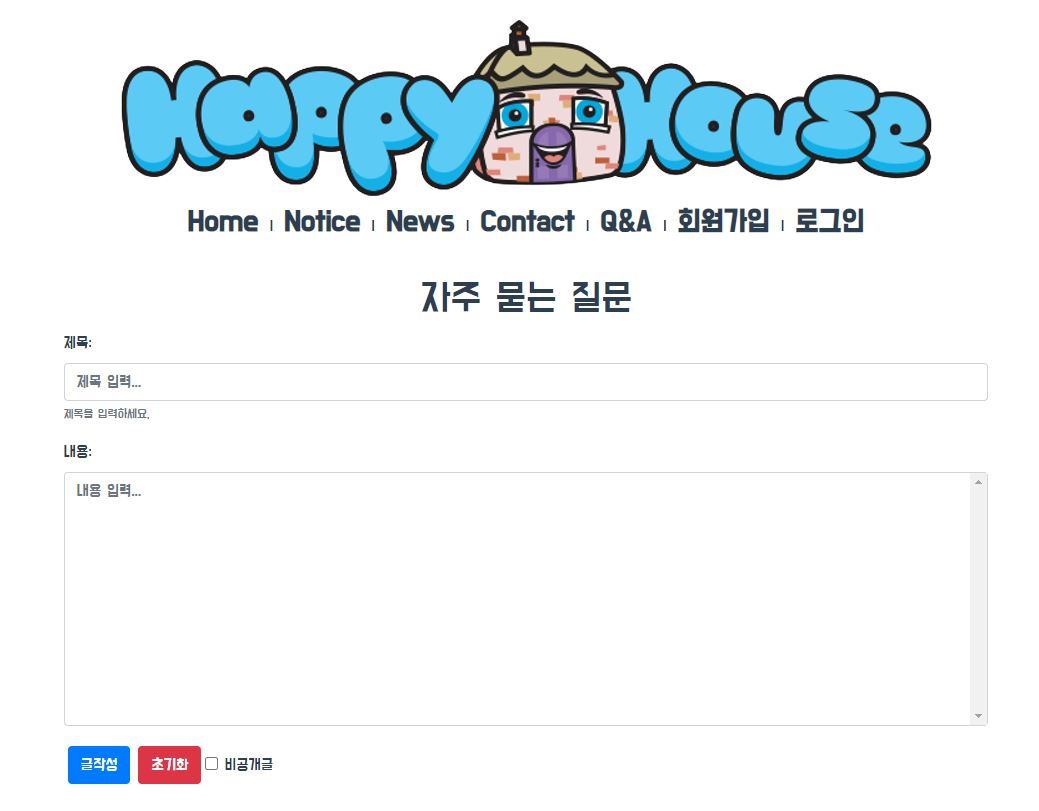 Happy House
Home | Notice | News | Contact | Q&A | 회원가입 | 로그인
자주 묻는 질문
제목:
제목 입력...
제목을 입력하세요.
내용:
내용 입력...
글작성 초기화 비공개글